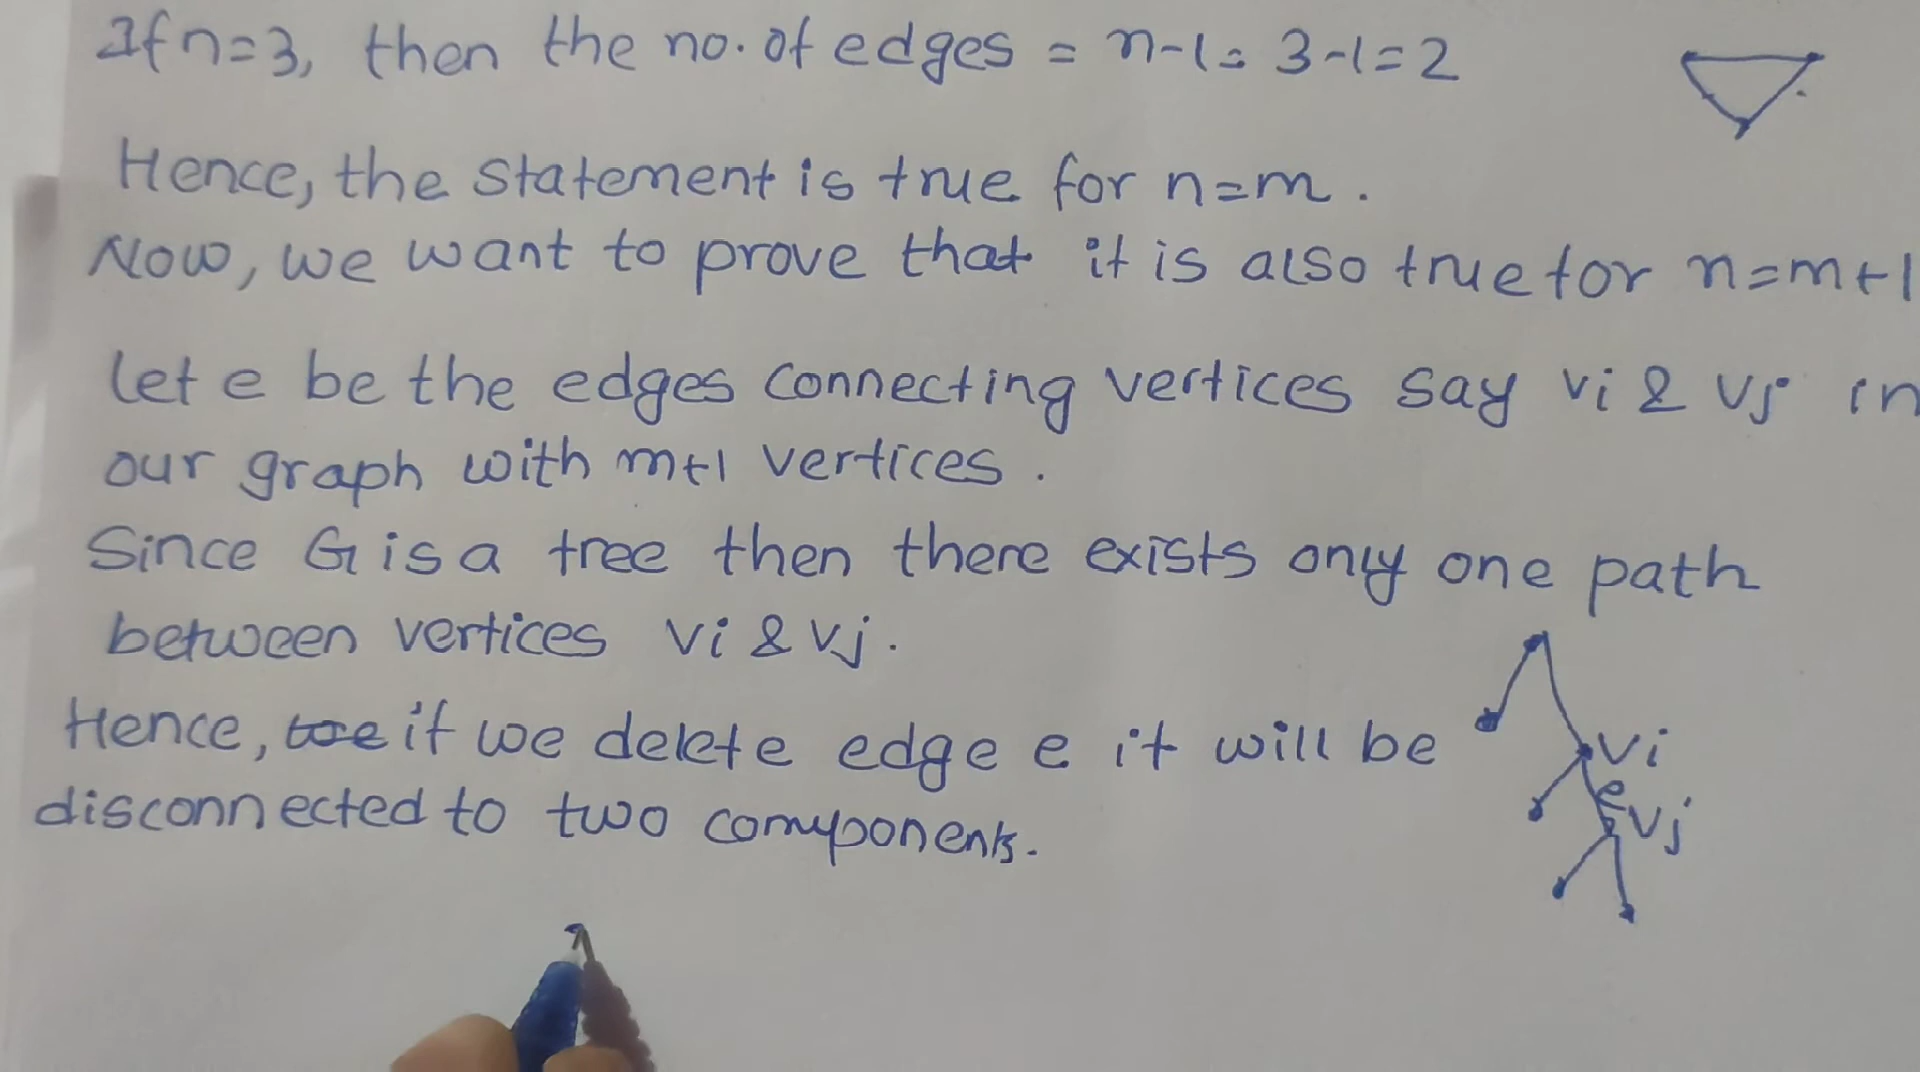 If n=3, then the no. of edges = n-1= 3-1=2
Hence, the statement is true for n=m.
Now, we want to prove that it is also true for n=m+1
let e be the edges connecting vertices say vi & vj in
our graph with m+1 vertices.
Since G is a tree then there exists only one path
between vertices vi & vj.
Hence, if we delete edge e it will be
disconnected to two components.
vi
e
vj